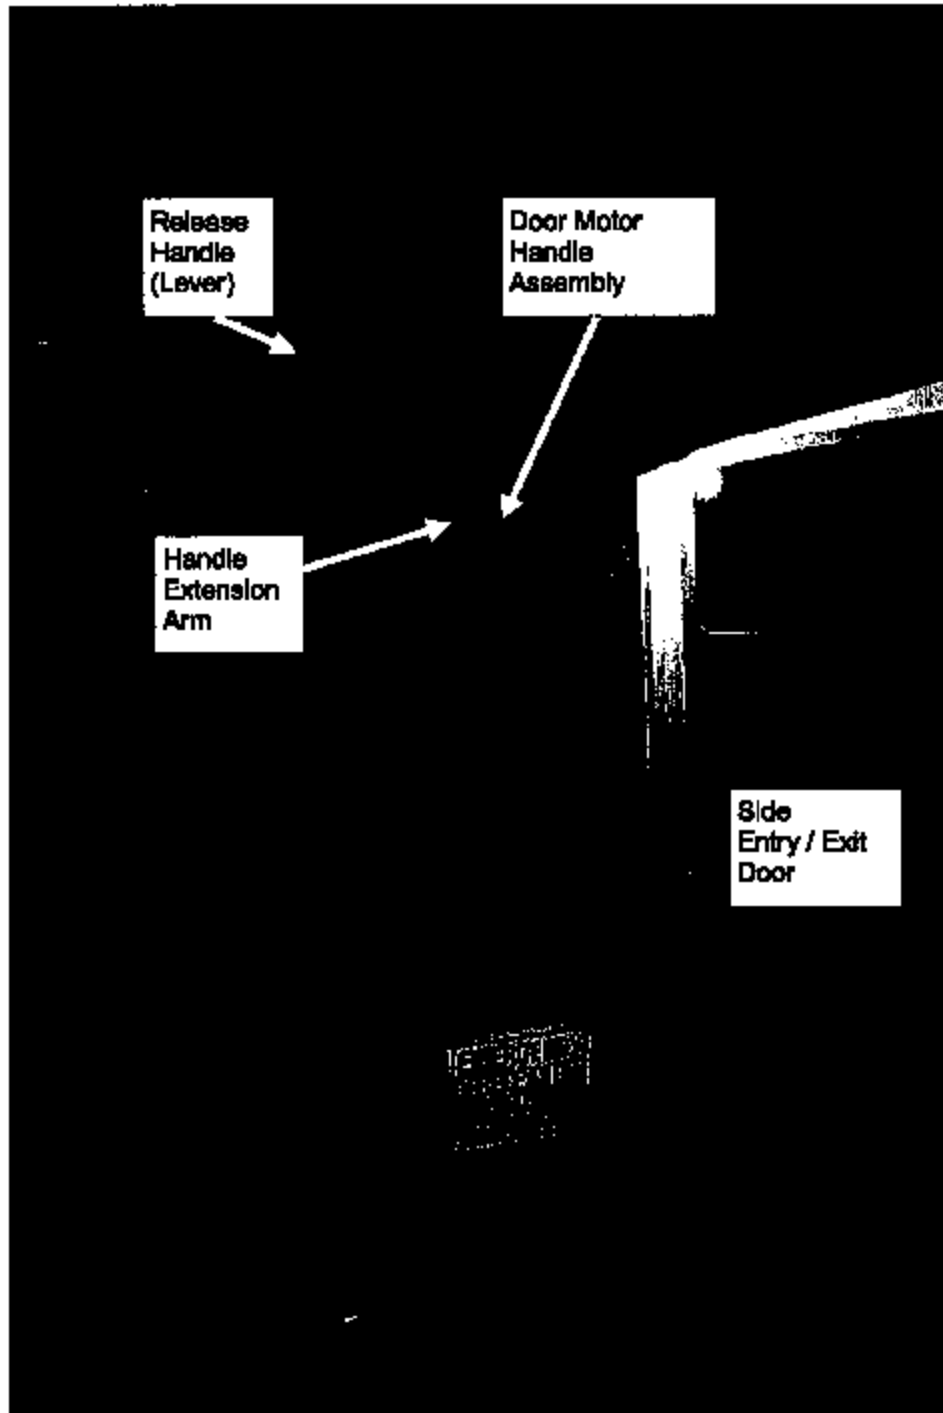 Release
Handle
(Lever)
Door Motor
Handle
Assembly
Handle
Extension
Arm
Side
Entry / Exit
Door